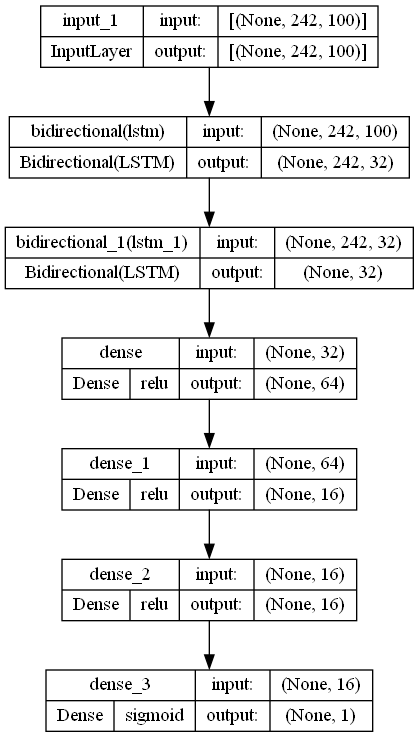 input_1 input: [(None, 242, 100)]
InputLayer output: [(None, 242, 100)]
bidirectional(lstm) input: (None, 242, 100)
Bidirectional(LSTM) output: (None, 242, 32)
bidirectional_1(lstm_1) input: (None, 242, 32)
Bidirectional(LSTM) output: (None, 32)
dense input: (None, 32)
Dense relu output: (None, 64)
dense_1 input: (None, 64)
Dense relu output: (None, 16)
dense_2 input: (None, 16)
Dense relu output: (None, 16)
dense_3 input: (None, 16)
Dense sigmoid output: (None, 1)